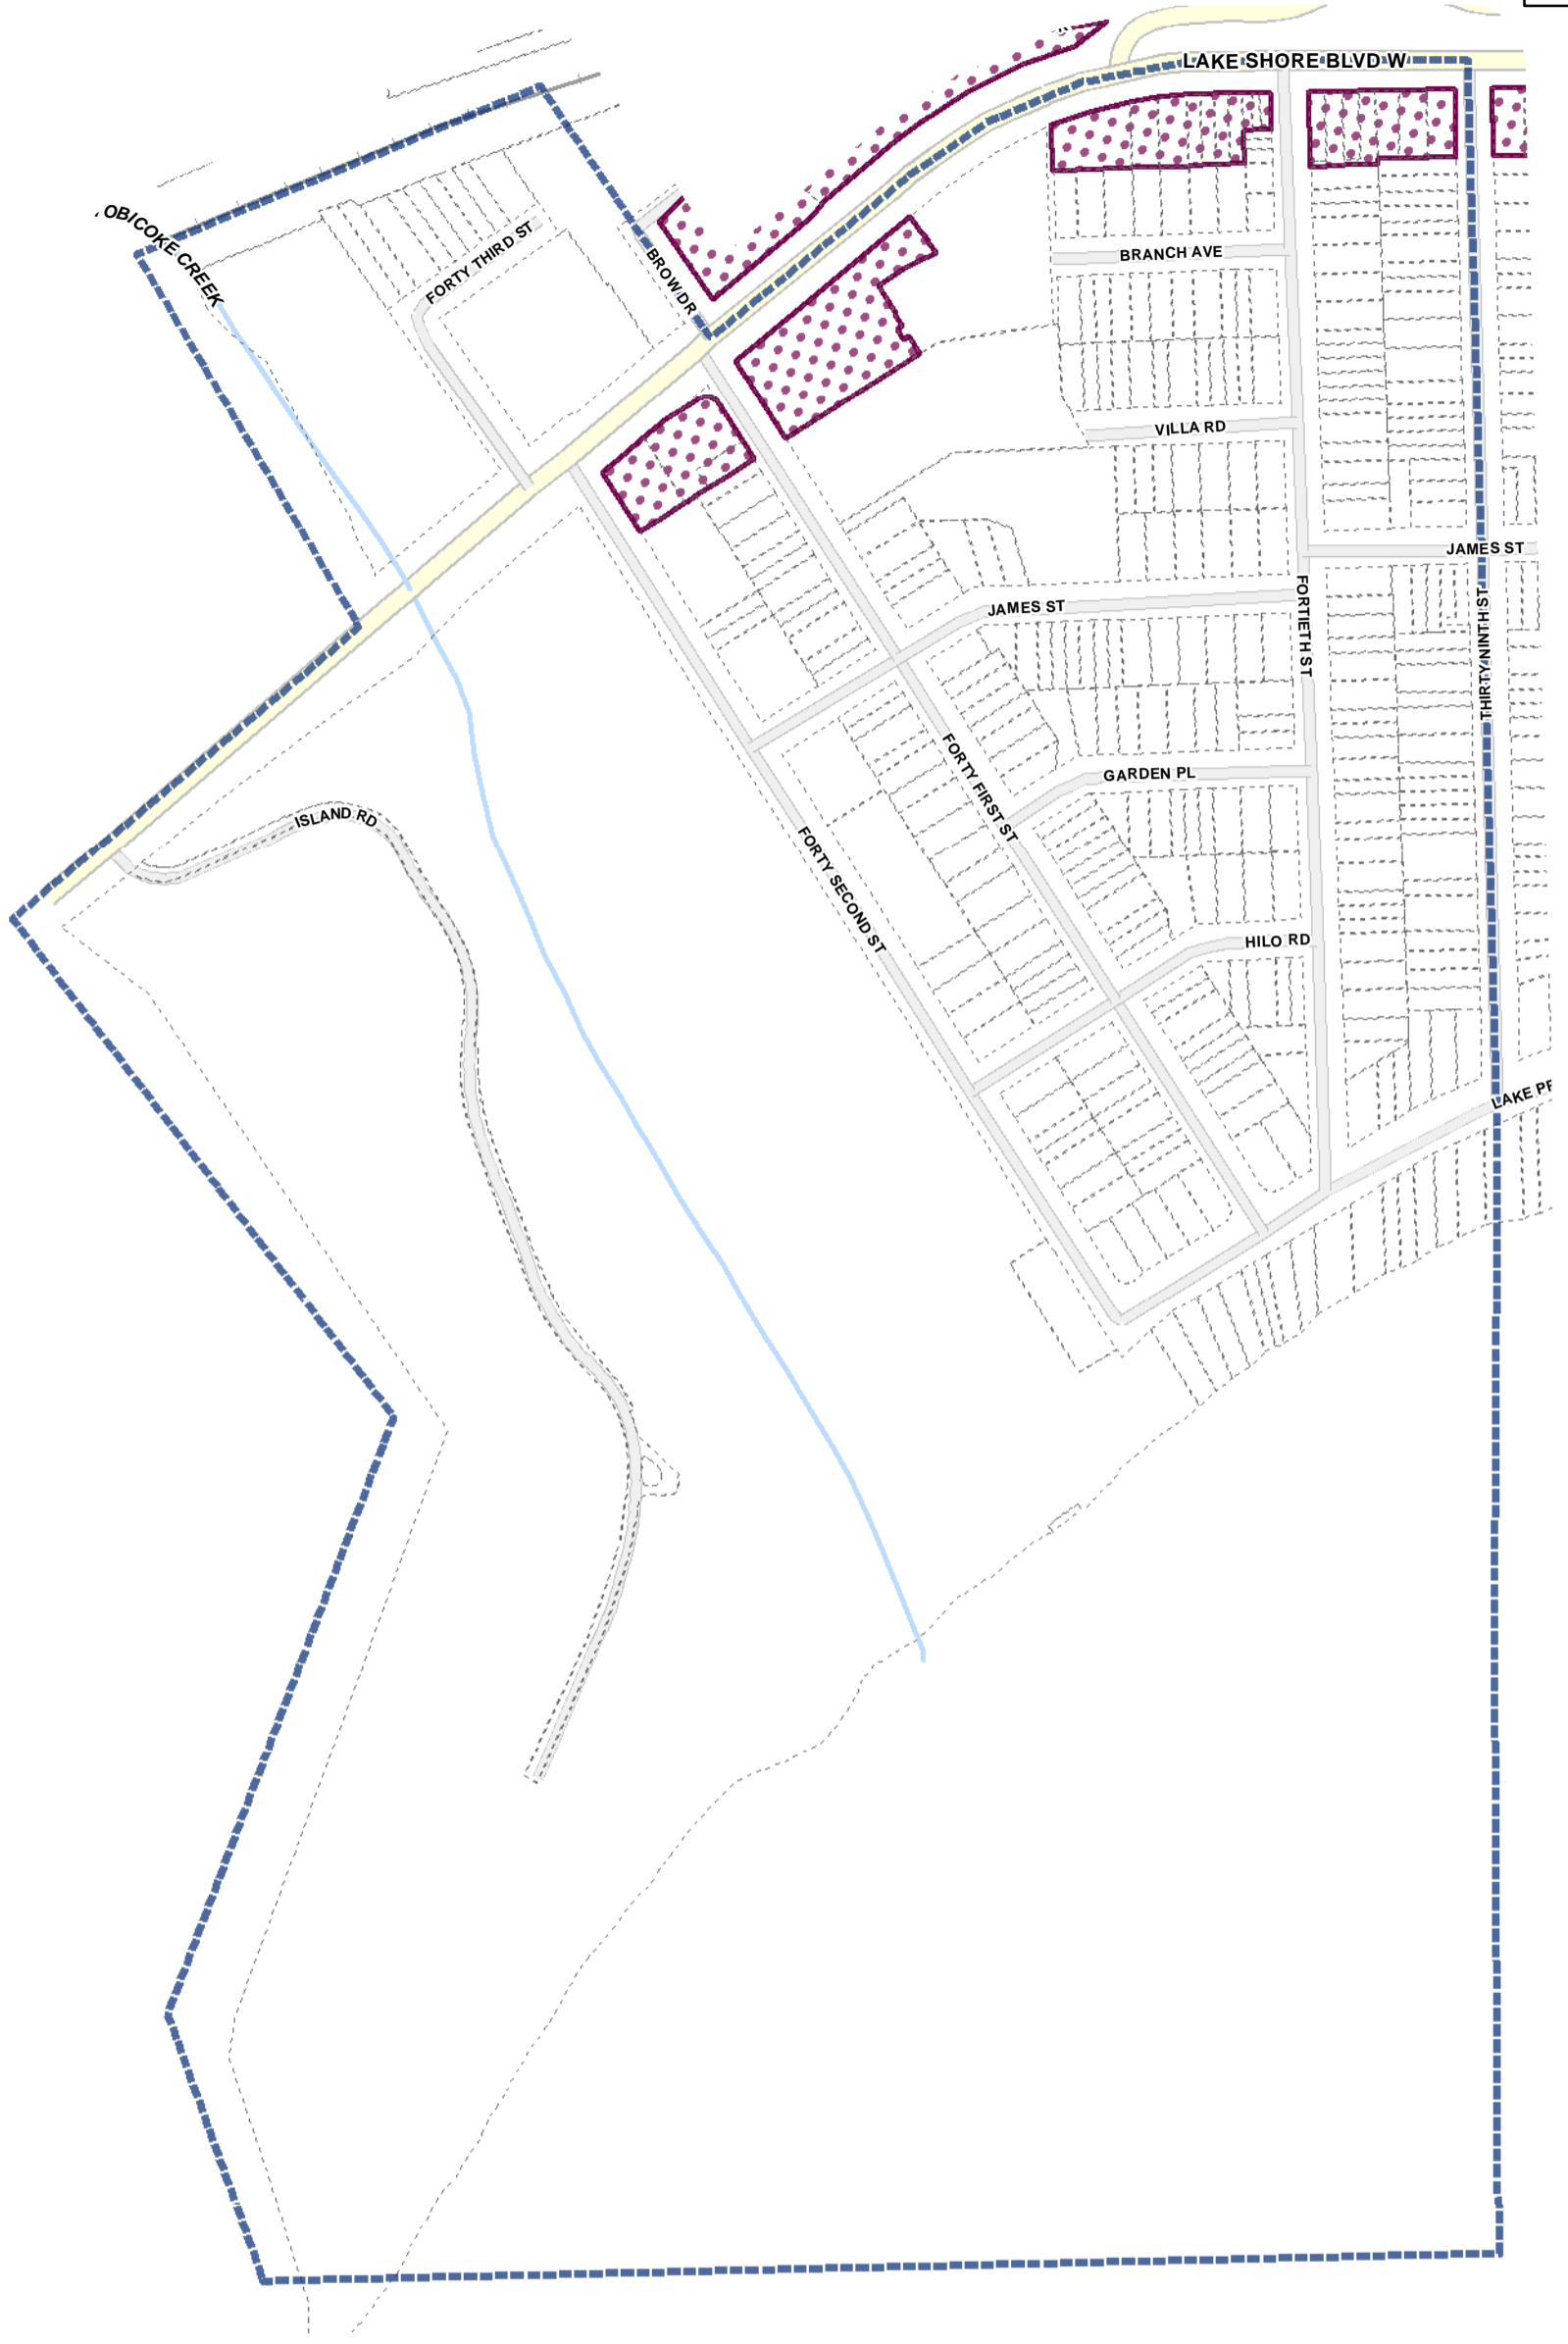 LAKE SHORE BLVD W
OBICOKE CREEK
FORTY THIRD ST
BROW DR
BRANCH AVE
VILLA RD
JAMES ST
JAMES ST
FORTIETH ST
THIRTY NINTH ST
FORTY FIRST ST
GARDEN PL
ISLAND RD
FORTY SECOND ST
HILO RD
LAKE